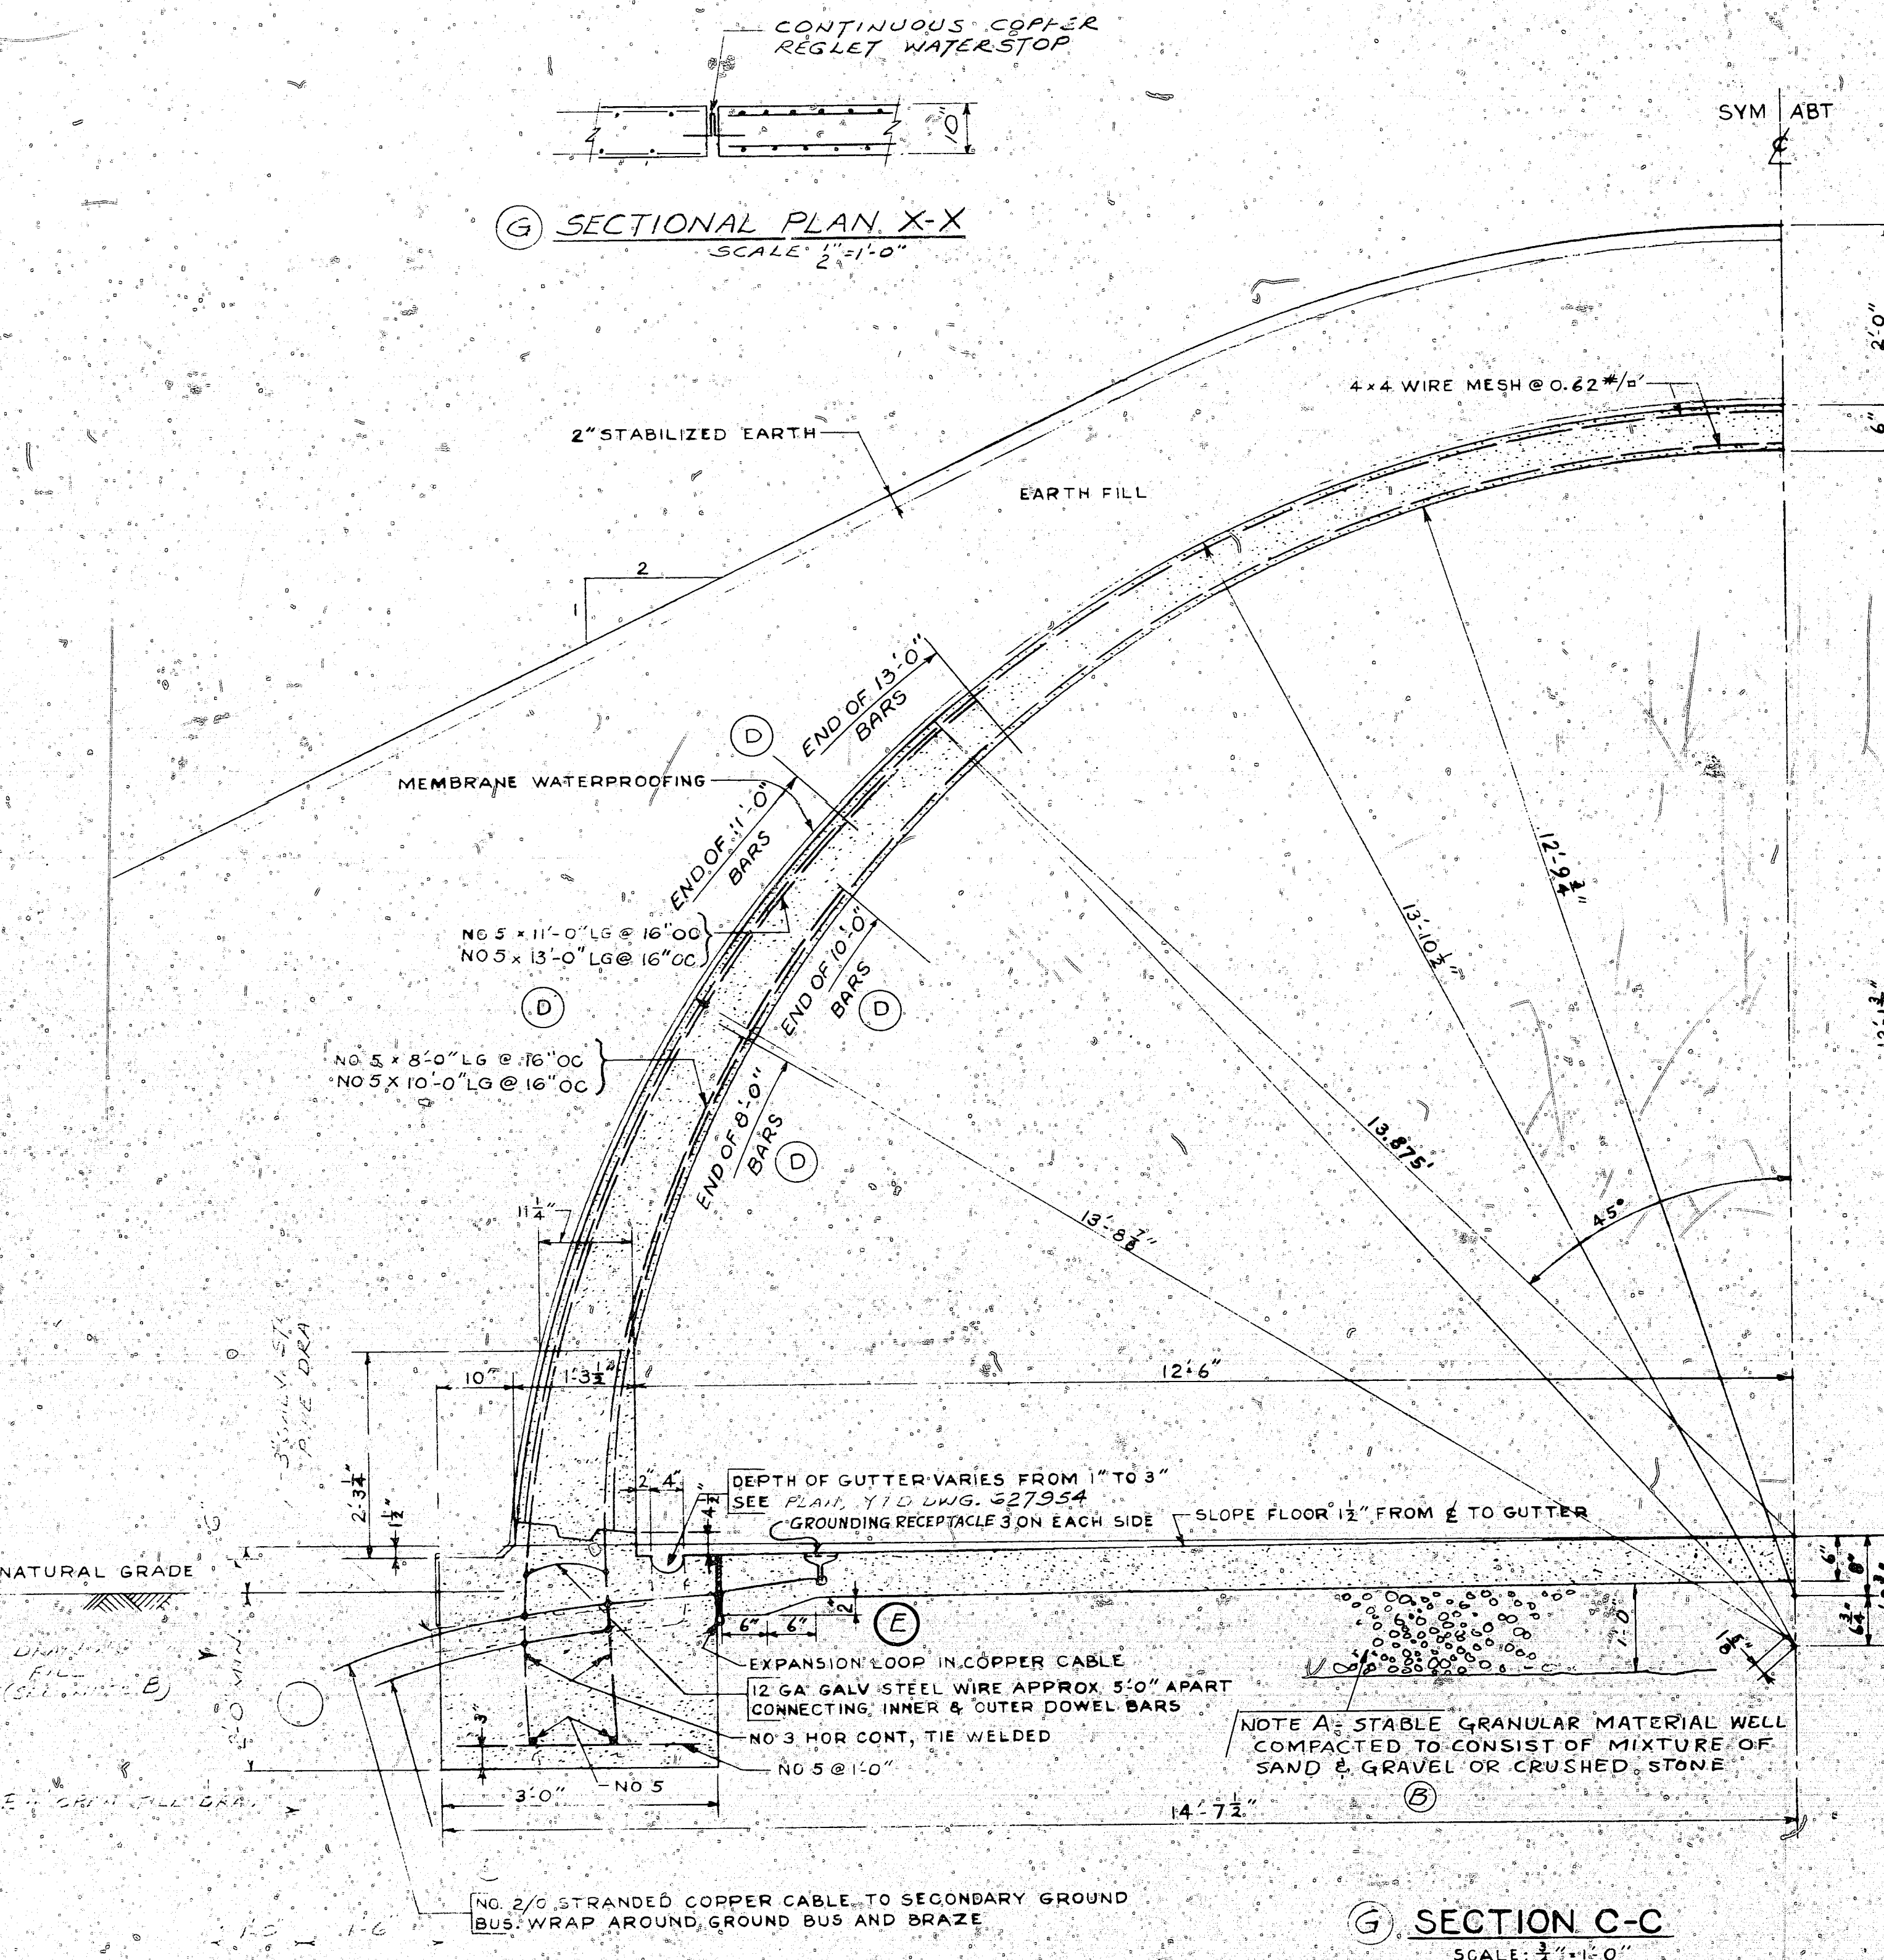 CONTINUOUS COPPER
REGLET WATERSTOP
10"
SYM ABT
℄
G SECTIONAL PLAN X-X
SCALE 1/2"=1'-0"
2'-0"
4x4 WIRE MESH @ 0.62 #/□'
6"
2" STABILIZED EARTH
EARTH FILL
2
1
END OF 13'-0"
BARS
D
MEMBRANE WATERPROOFING
END OF 11'-0"
BARS
12'-9 3/4"
13'-10 1/2"
NO 5 x 11'-0" LG @ 16" OC
NO 5 x 13'-0" LG @ 16" OC
D
END OF 10'-0"
BARS
D
NO 5 x 8'-0" LG @ 16" OC
NO 5 X 10'-0" LG @ 16" OC
END OF 8'-0"
BARS
D
13.875'
45°
13'-8 7/8"
11 1/4"
10"
1'-3 1/2"
12'-6"
2'-3 1/4"
1 1/2"
2" 4"
DEPTH OF GUTTER VARIES FROM 1" TO 3"
SEE PLAN, Y&D DWG. 627954
GROUNDING RECEPTACLE 3 ON EACH SIDE
SLOPE FLOOR 1 1/2" FROM ℄ TO GUTTER
NATURAL GRADE
6"
8"
6" 6"
2"
E
1'-0"
6 3/4"
EXPANSION LOOP IN COPPER CABLE
12 GA GALV STEEL WIRE APPROX 5'-0" APART
CONNECTING INNER & OUTER DOWEL BARS
NO 3 HOR CONT, TIE WELDED
NO 5 @ 1'-0"
3"
NO 5
3'-0"
FILL
NOTE A - STABLE GRANULAR MATERIAL WELL
COMPACTED TO CONSIST OF MIXTURE OF
SAND & GRAVEL OR CRUSHED STONE
B
14'-7 1/2"
NO. 2/0 STRANDED COPPER CABLE TO SECONDARY GROUND
BUS. WRAP AROUND GROUND BUS AND BRAZE
G SECTION C-C
SCALE: 3/4"=1'-0"